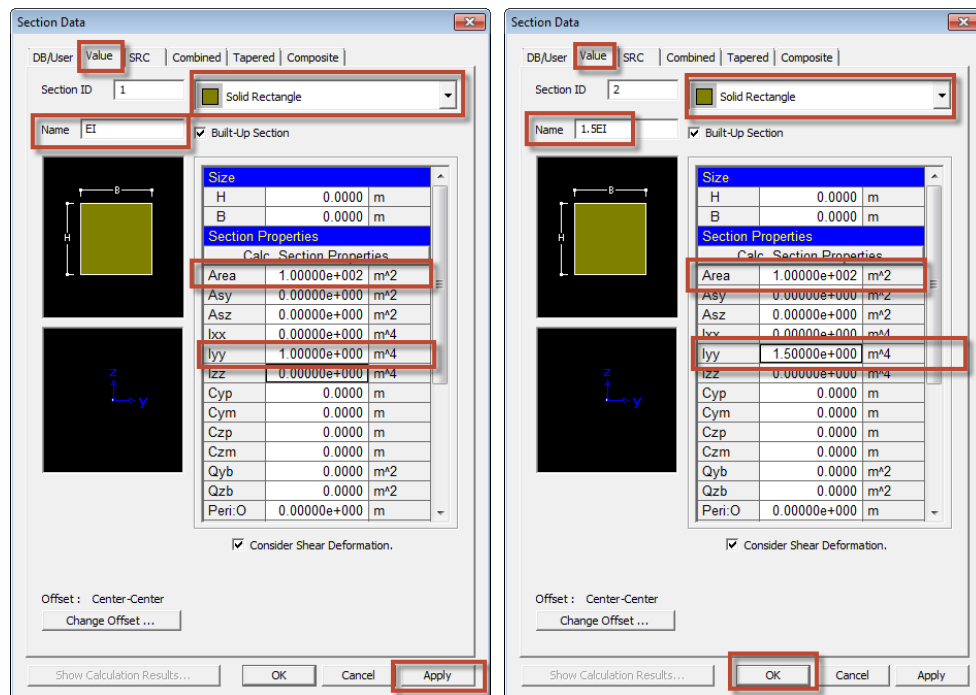 Section Data
DB/User Value SRC Combined Tapered Composite
Section ID 1
Solid Rectangle
Name EI
Built-Up Section
B
H
Size
H 0.0000 m
B 0.0000 m
Section Properties
Calc. Section Properties
Area 1.00000e+002 m^2
Asy 0.00000e+000 m^2
Asz 0.00000e+000 m^2
Ixx 0.00000e+000 m^4
Iyy 1.00000e+000 m^4
Izz 0.00000e+000 m^4
Cyp 0.0000 m
Cym 0.0000 m
Czp 0.0000 m
Czm 0.0000 m
Qyb 0.0000 m^2
Qzb 0.0000 m^2
Peri:O 0.00000e+000 m
z
y
Consider Shear Deformation.
Offset : Center-Center
Change Offset ...
Show Calculation Results...
OK
Cancel
Apply
Section Data
DB/User Value SRC Combined Tapered Composite
Section ID 2
Solid Rectangle
Name 1.5EI
Built-Up Section
B
H
Size
H 0.0000 m
B 0.0000 m
Section Properties
Calc. Section Properties
Area 1.00000e+002 m^2
Asy 0.00000e+000 m^2
Asz 0.00000e+000 m^2
Ixx 0.00000e+000 m^4
Iyy 1.50000e+000 m^4
Izz 0.00000e+000 m^4
Cyp 0.0000 m
Cym 0.0000 m
Czp 0.0000 m
Czm 0.0000 m
Qyb 0.0000 m^2
Qzb 0.0000 m^2
Peri:O 0.00000e+000 m
z
y
Consider Shear Deformation.
Offset : Center-Center
Change Offset ...
Show Calculation Results...
OK
Cancel
Apply